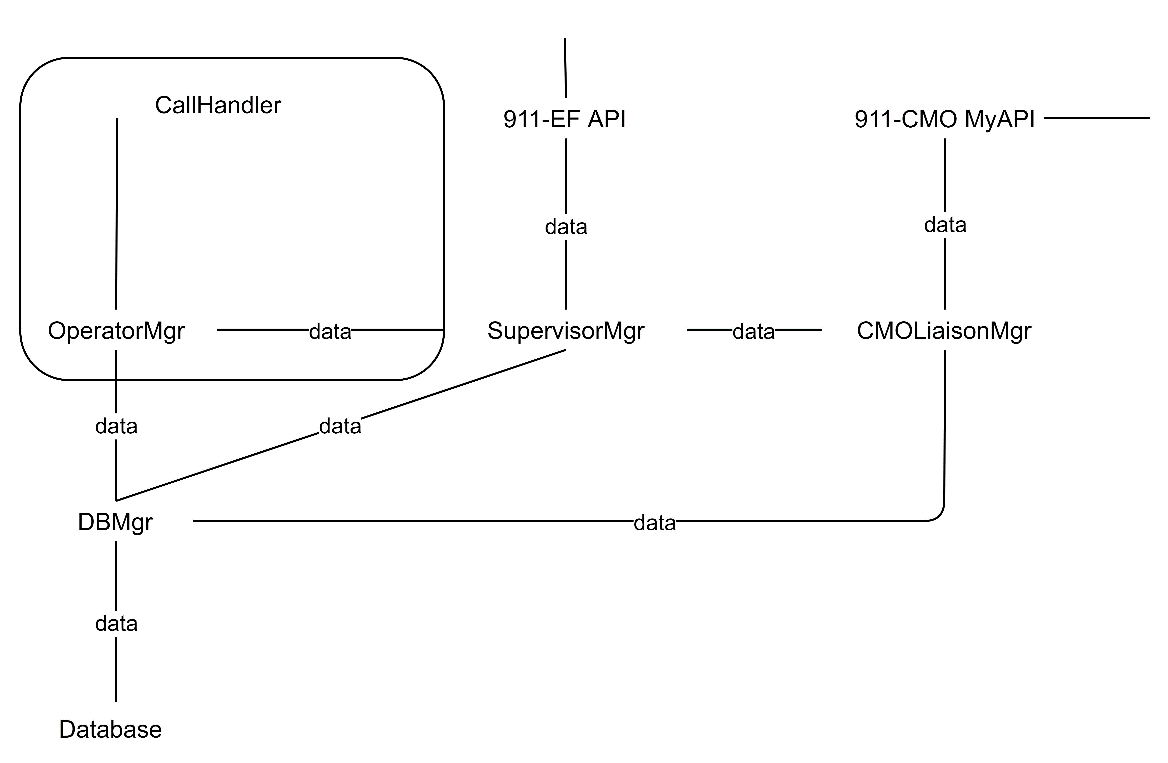 CallHandler
911-EF API
911-CMO MyAPI
data
data
OperatorMgr
data
SupervisorMgr
data
CMOLiaisonMgr
data
data
DBMgr
data
data
Database